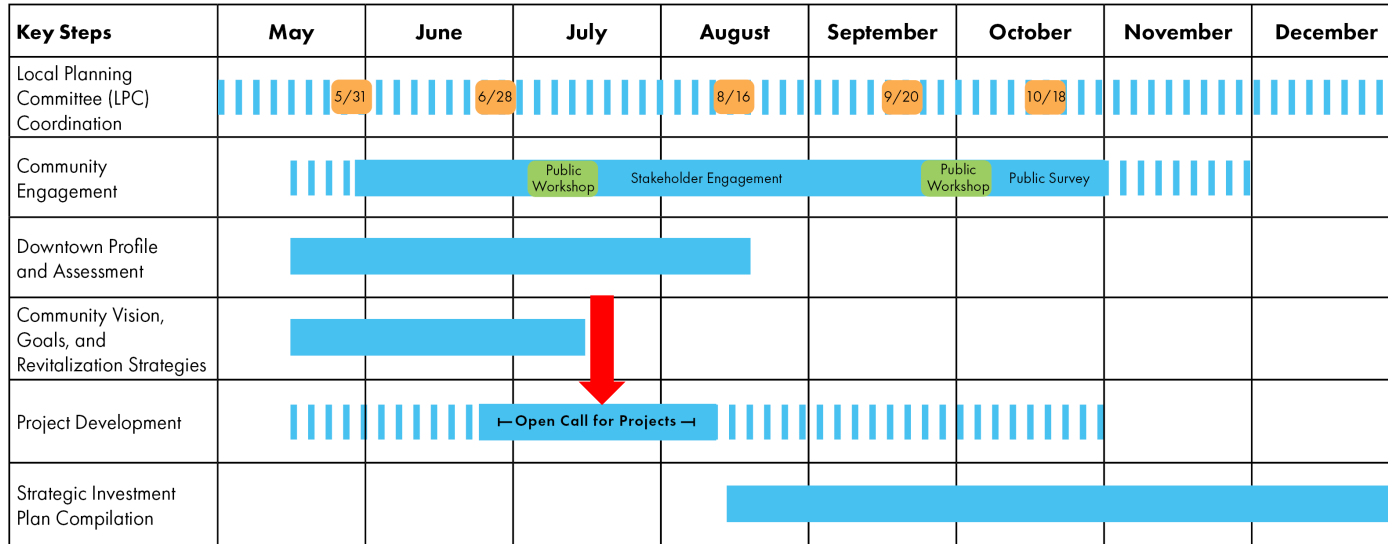 Key Steps
May
June
July
August
September
October
November
December
Local Planning
Committee (LPC)
Coordination
5/31
6/28
8/16
9/20
10/18
Community
Engagement
Public
Workshop
Stakeholder Engagement
Public
Workshop
Public Survey
Downtown Profile
and Assessment
Community Vision,
Goals, and
Revitalization Strategies
Project Development
Open Call for Projects
Strategic Investment
Plan Compilation